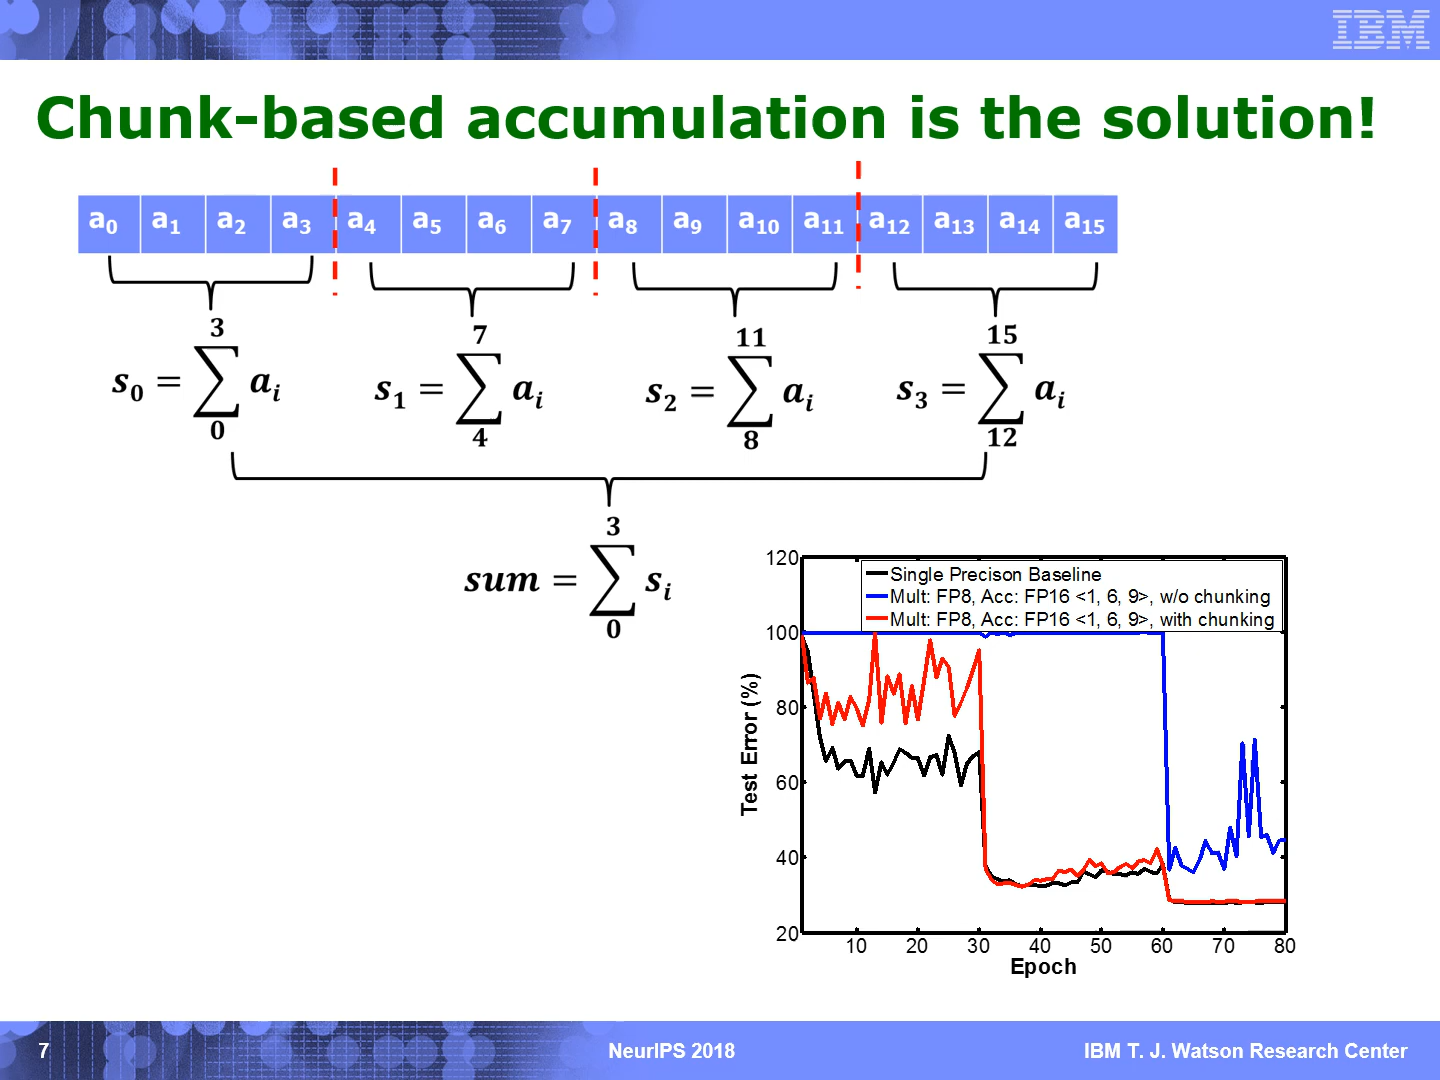 IBM
Chunk-based accumulation is the solution!
a0 a1 a2 a3 a4 a5 a6 a7 a8 a9 a10 a11 a12 a13 a14 a15
3 7 11 15
s0 = ∑ ai s1 = ∑ ai s2 = ∑ ai s3 = ∑ ai
0 4 8 12
3
sum = ∑ si
0
120
100
80
60
40
20
Test Error (%)
Single Precison Baseline
Mult: FP8, Acc: FP16 <1, 6, 9>, w/o chunking
Mult: FP8, Acc: FP16 <1, 6, 9>, with chunking
10 20 30 40 50 60 70 80
Epoch
7 NeurIPS 2018 IBM T. J. Watson Research Center